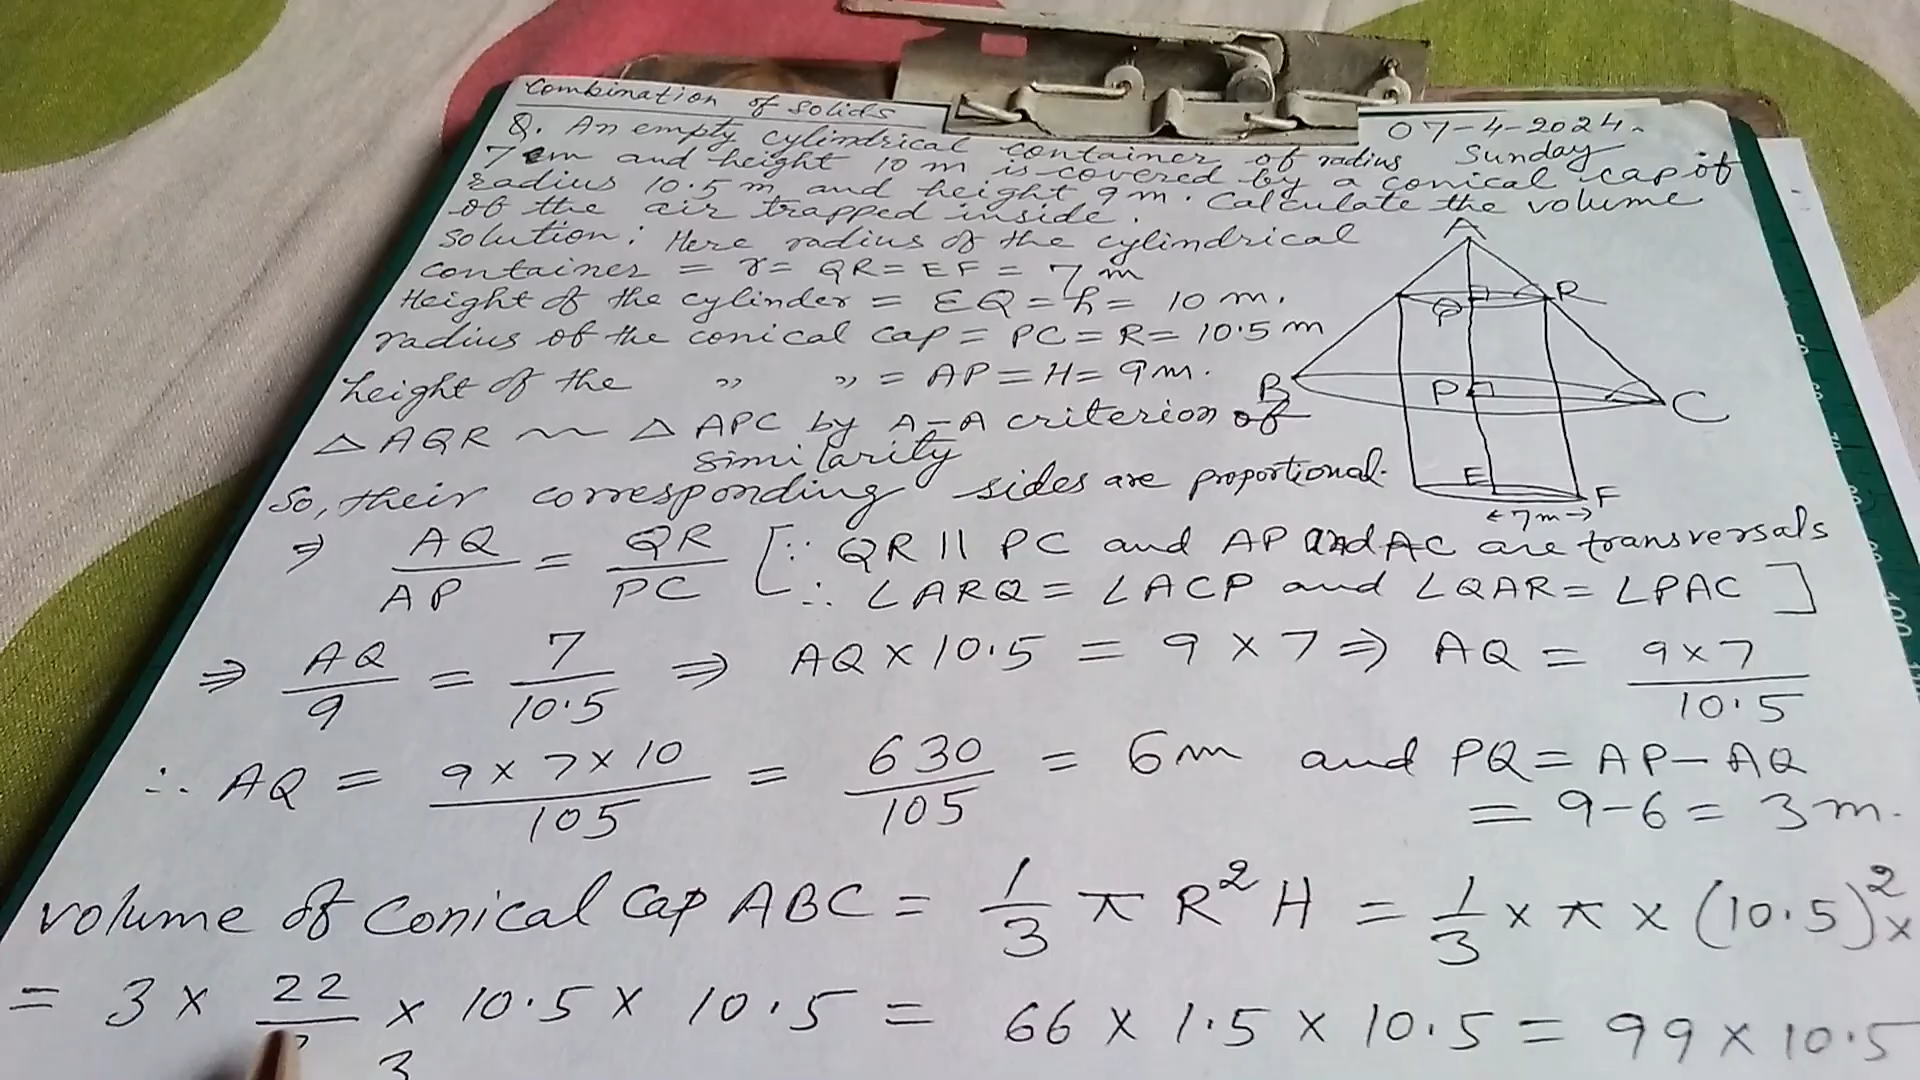 Combination of solids
07-4-2024
Sunday
Q. An empty cylindrical container of radius
7 m and height 10 m is covered by a conical cap of
radius 10.5 m and height 9 m. Calculate the volume
of the air trapped inside.
Solution: Here radius of the cylindrical
container = r = QR = EF = 7 m
Height of the cylinder = EQ = h = 10 m.
radius of the conical cap = PC = R = 10.5 m
height of the " " = AP = H = 9 m.
△ AQR ~ △ APC by A-A criterion of
similarity
So, their corresponding sides are proportional.
A
Q R
B P C
E F
←7m→
⇒ AQ/AP = QR/PC [∵ QR || PC and AP and AC are transversals
∴ ∠ARQ = ∠ACP and ∠QAR = ∠PAC ]
⇒ AQ/9 = 7/10.5 ⇒ AQ × 10.5 = 9 × 7 ⇒ AQ = 9×7/10.5
∴ AQ = 9×7×10/105 = 630/105 = 6m and PQ = AP - AQ
= 9-6 = 3 m.
Volume of Conical Cap ABC = 1/3 π R² H = 1/3 × π × (10.5)² ×
= 3 × 22 × 10.5 × 10.5 = 66 × 1.5 × 10.5 = 99 × 10.5
3